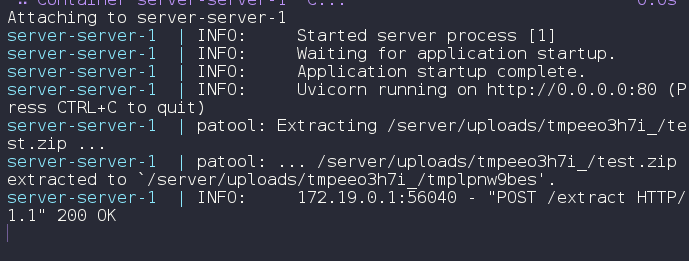 :: Container server-server-1 C... 0.0s
Attaching to server-server-1
server-server-1  | INFO:     Started server process [1]
server-server-1  | INFO:     Waiting for application startup.
server-server-1  | INFO:     Application startup complete.
server-server-1  | INFO:     Uvicorn running on http://0.0.0.0:80 (P
ress CTRL+C to quit)
server-server-1  | patool: Extracting /server/uploads/tmpeeo3h7i_/te
st.zip ...
server-server-1  | patool: ... /server/uploads/tmpeeo3h7i_/test.zip
extracted to `/server/uploads/tmpeeo3h7i_/tmplpnw9bes'.
server-server-1  | INFO:     172.19.0.1:56040 - "POST /extract HTTP/
1.1" 200 OK